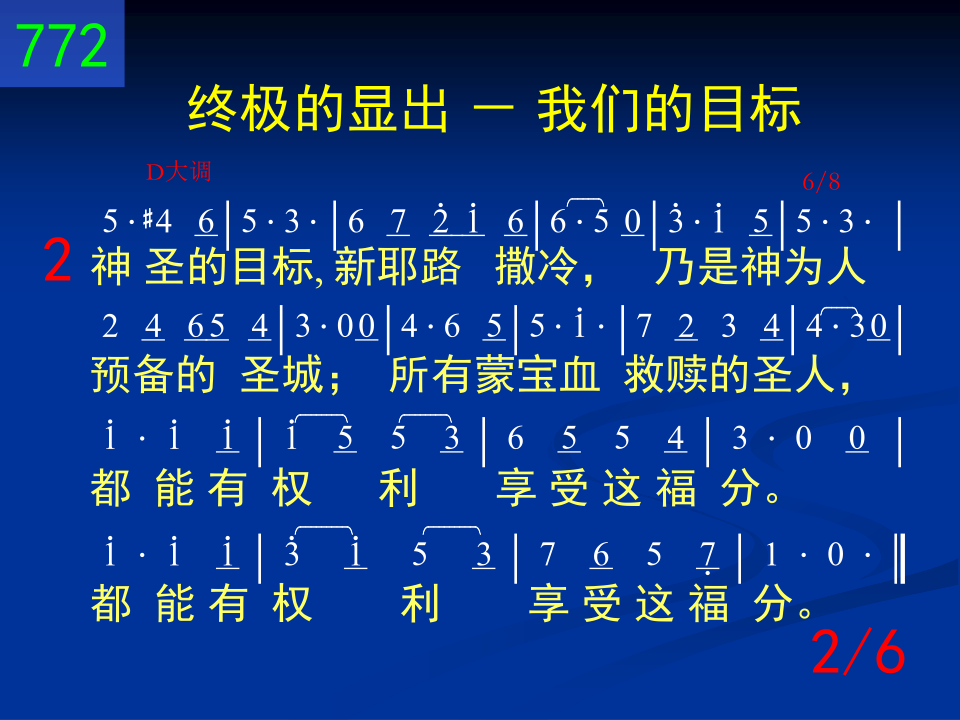 772
终极的显出 － 我们的目标
D大调 6/8
5·#4 6|5·3·|6 7 2̇ 1̇ 6|6·5 0|3̇·1̇ 5|5·3·|
2 神 圣的目标, 新耶路 撒冷， 乃是神为人
2 4 65 4|3·00|4·6 5|5·1̇·|7 2 3 4|4·30|
预备的 圣城； 所有蒙宝血 救赎的圣人，
1̇ · 1̇ 1̇ | 1̇ 5 5 3 | 6 5 5 4 | 3 · 0 0 |
都 能 有 权 利 享 受 这 福 分。
1̇ · 1̇ 1̇ | 3̇ 1̇ 5 3 | 7 6 5 7̣ | 1 · 0 · ‖
都 能 有 权 利 享 受 这 福 分。
2/6